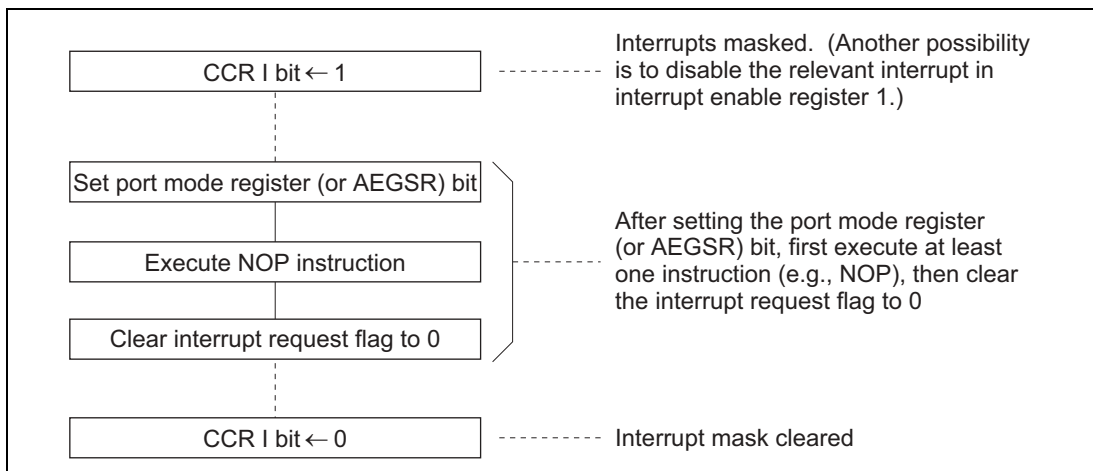 CCR I bit ← 1
Interrupts masked. (Another possibility
is to disable the relevant interrupt in
interrupt enable register 1.)
Set port mode register (or AEGSR) bit
Execute NOP instruction
Clear interrupt request flag to 0
After setting the port mode register
(or AEGSR) bit, first execute at least
one instruction (e.g., NOP), then clear
the interrupt request flag to 0
CCR I bit ← 0
Interrupt mask cleared